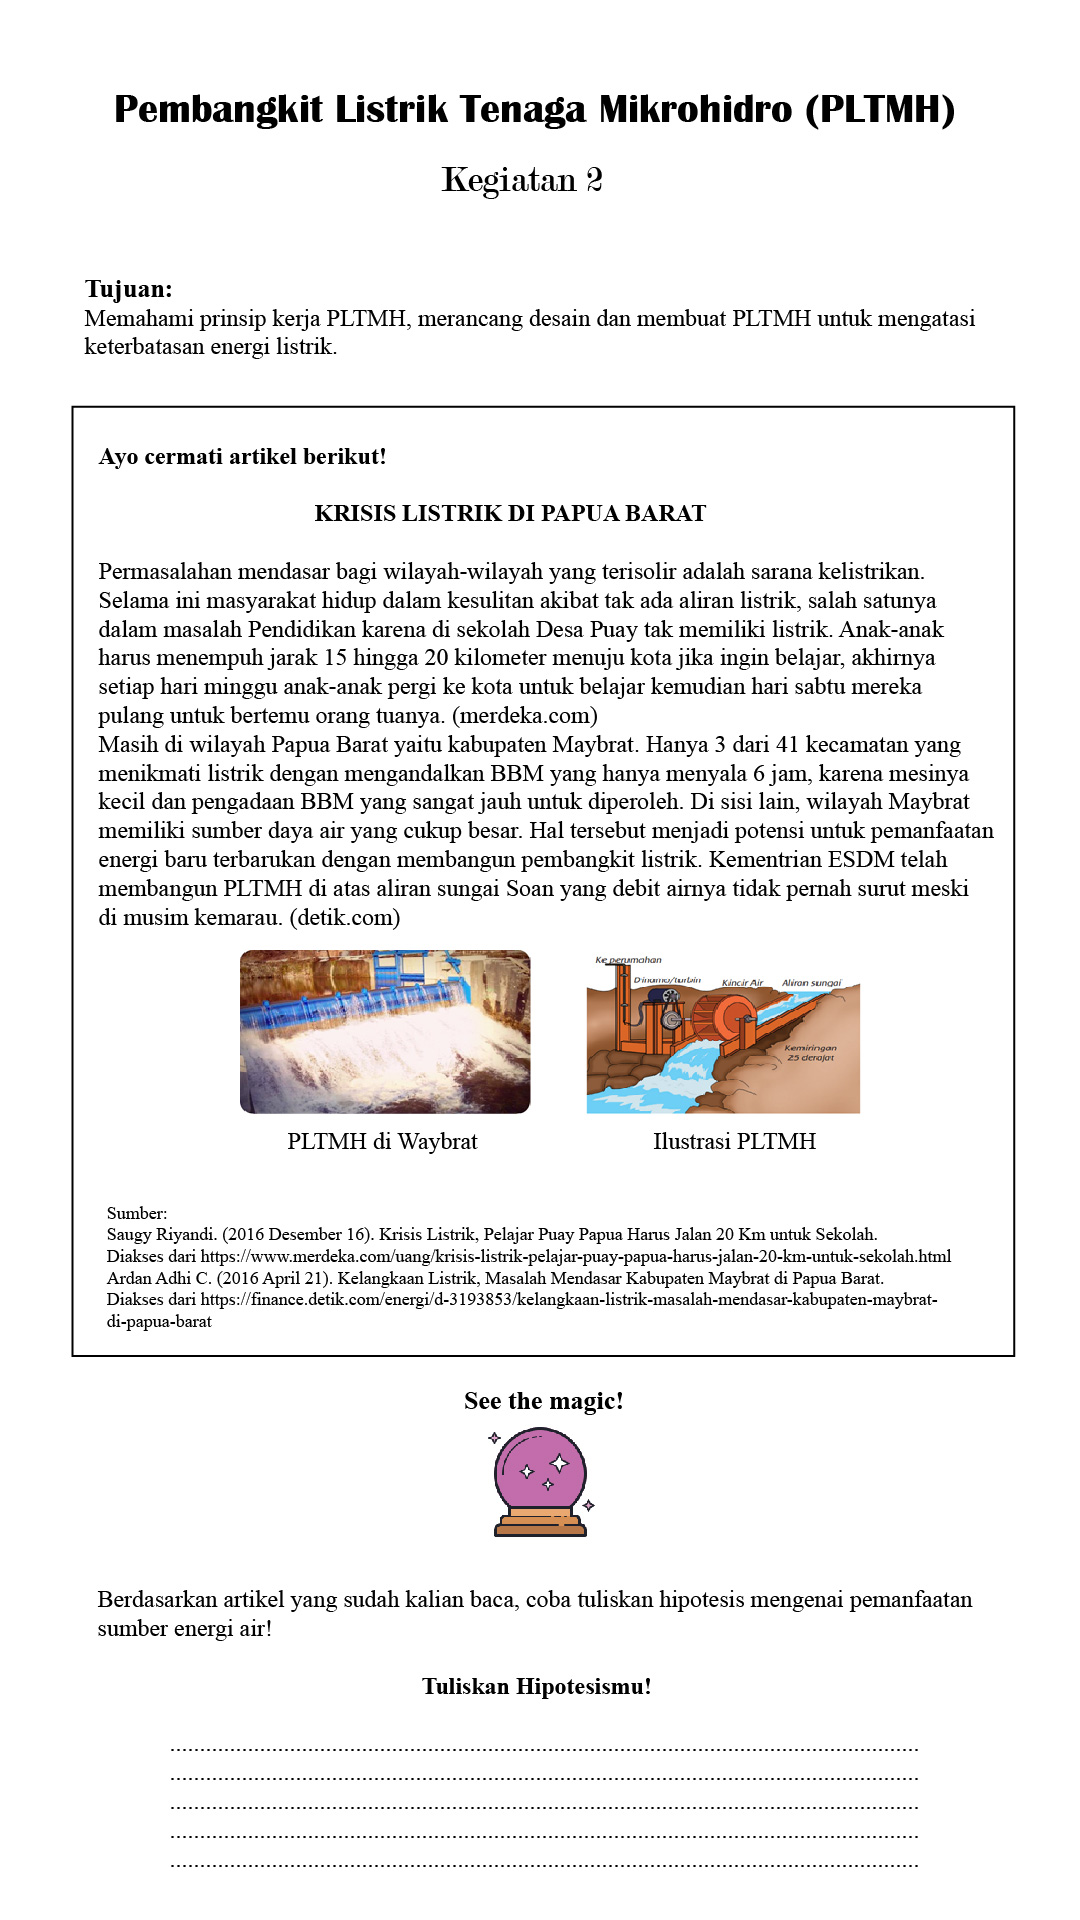 Pembangkit Listrik Tenaga Mikrohidro (PLTMH)
Kegiatan 2
Tujuan:
Memahami prinsip kerja PLTMH, merancang desain dan membuat PLTMH untuk mengatasi
keterbatasan energi listrik.
Ayo cermati artikel berikut!
KRISIS LISTRIK DI PAPUA BARAT
Permasalahan mendasar bagi wilayah-wilayah yang terisolir adalah sarana kelistrikan.
Selama ini masyarakat hidup dalam kesulitan akibat tak ada aliran listrik, salah satunya
dalam masalah Pendidikan karena di sekolah Desa Puay tak memiliki listrik. Anak-anak
harus menempuh jarak 15 hingga 20 kilometer menuju kota jika ingin belajar, akhirnya
setiap hari minggu anak-anak pergi ke kota untuk belajar kemudian hari sabtu mereka
pulang untuk bertemu orang tuanya. (merdeka.com)
Masih di wilayah Papua Barat yaitu kabupaten Maybrat. Hanya 3 dari 41 kecamatan yang
menikmati listrik dengan mengandalkan BBM yang hanya menyala 6 jam, karena mesinya
kecil dan pengadaan BBM yang sangat jauh untuk diperoleh. Di sisi lain, wilayah Maybrat
memiliki sumber daya air yang cukup besar. Hal tersebut menjadi potensi untuk pemanfaatan
energi baru terbarukan dengan membangun pembangkit listrik. Kementrian ESDM telah
membangun PLTMH di atas aliran sungai Soan yang debit airnya tidak pernah surut meski
di musim kemarau. (detik.com)
Ke perumahan
Dinamo/turbin
Kincir Air
Aliran sungai
Kemiringan
25 derajat
PLTMH di Waybrat
Ilustrasi PLTMH
Sumber:
Saugy Riyandi. (2016 Desember 16). Krisis Listrik, Pelajar Puay Papua Harus Jalan 20 Km untuk Sekolah.
Diakses dari https://www.merdeka.com/uang/krisis-listrik-pelajar-puay-papua-harus-jalan-20-km-untuk-sekolah.html
Ardan Adhi C. (2016 April 21). Kelangkaan Listrik, Masalah Mendasar Kabupaten Maybrat di Papua Barat.
Diakses dari https://finance.detik.com/energi/d-3193853/kelangkaan-listrik-masalah-mendasar-kabupaten-maybrat-
di-papua-barat
See the magic!
Berdasarkan artikel yang sudah kalian baca, coba tuliskan hipotesis mengenai pemanfaatan
sumber energi air!
Tuliskan Hipotesismu!